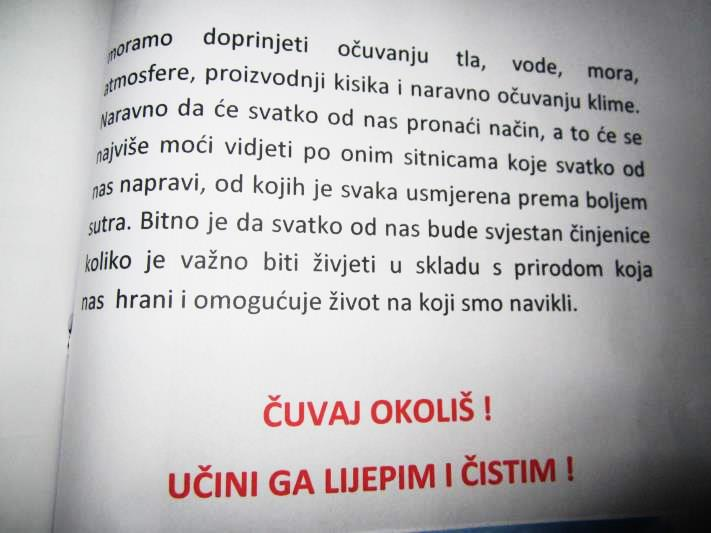 moramo doprinjeti očuvanju tla, vode, mora,
atmosfere, proizvodnji kisika i naravno očuvanju klime.
Naravno da će svatko od nas pronaći način, a to će se
najviše moći vidjeti po onim sitnicama koje svatko od
nas napravi, od kojih je svaka usmjerena prema boljem
sutra. Bitno je da svatko od nas bude svjestan činjenice
koliko je važno biti živjeti u skladu s prirodom koja
nas hrani i omogućuje život na koji smo navikli.
ČUVAJ OKOLIŠ !
UČINI GA LIJEPIM I ČISTIM !